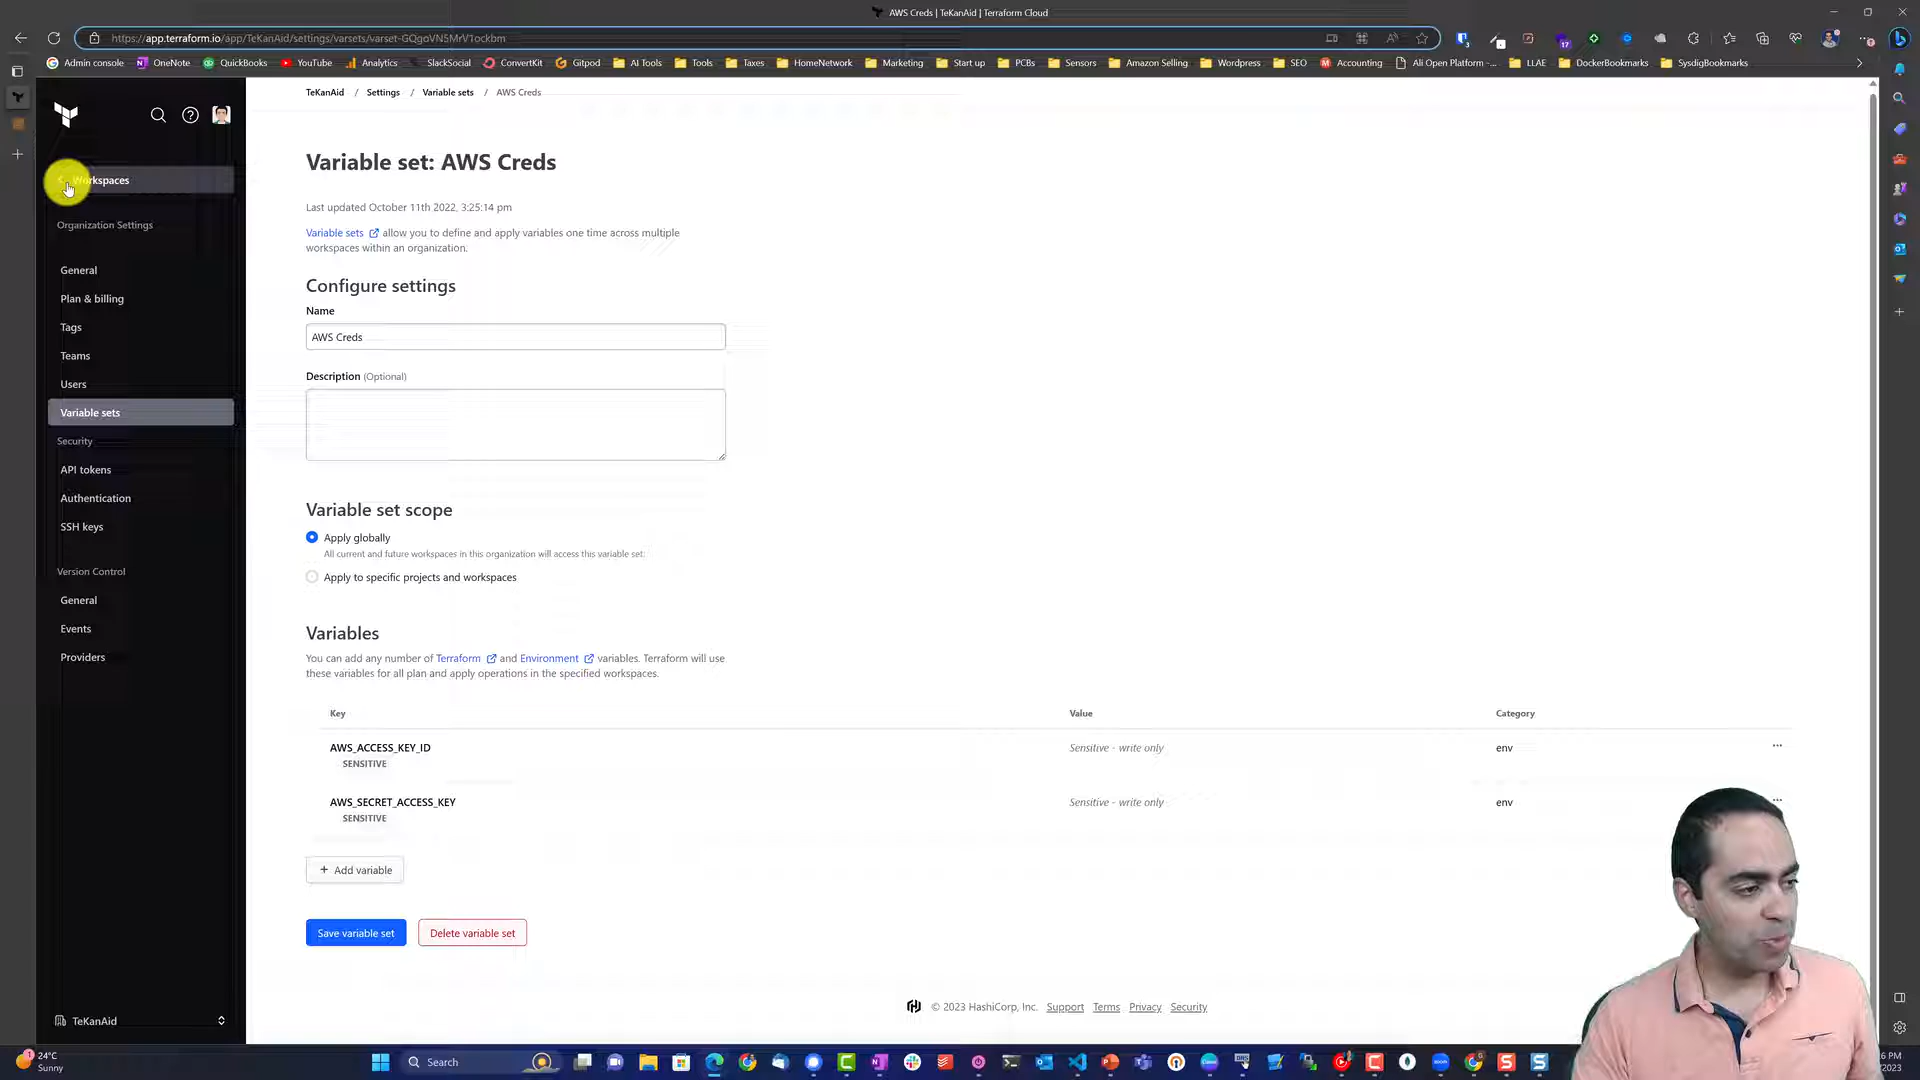 AWS Creds | TeKanAid | Terraform Cloud
https://app.terraform.io/app/TeKanAid/settings/varsets/varset-GQgoVN5MrV1ockbm
Admin console
OneNote
QuickBooks
YouTube
Analytics
SlackSocial
ConvertKit
Gitpod
AI Tools
Tools
Taxes
HomeNetwork
Marketing
Start up
PCBs
Sensors
Amazon Selling
Wordpress
SEO
Accounting
Ali Open Platform -...
LLAE
DockerBookmarks
SysdigBookmarks
TeKanAid / Settings / Variable sets / AWS Creds
Workspaces
Organization Settings
General
Plan & billing
Tags
Teams
Users
Variable sets
Security
API tokens
Authentication
SSH keys
Version Control
General
Events
Providers
TeKanAid
Variable set: AWS Creds
Last updated October 11th 2022, 3:25:14 pm
Variable sets allow you to define and apply variables one time across multiple
workspaces within an organization.
Configure settings
Name
AWS Creds
Description (Optional)
Variable set scope
Apply globally
All current and future workspaces in this organization will access this variable set.
Apply to specific projects and workspaces
Variables
You can add any number of Terraform and Environment variables. Terraform will use
these variables for all plan and apply operations in the specified workspaces.
Key Value Category
AWS_ACCESS_KEY_ID Sensitive - write only env
SENSITIVE
AWS_SECRET_ACCESS_KEY Sensitive - write only env
SENSITIVE
+ Add variable
Save variable set
Delete variable set
© 2023 HashiCorp, Inc. Support Terms Privacy Security
24°C
Sunny
Search